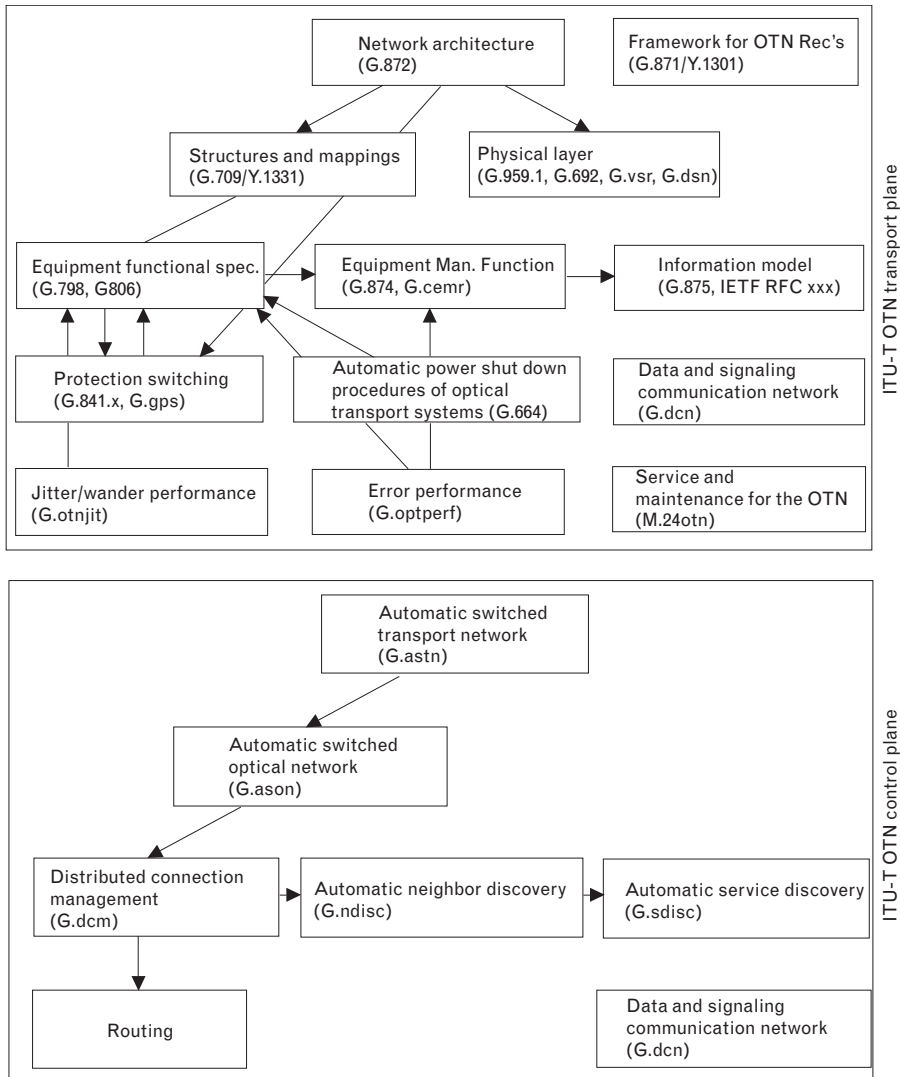 Network architecture
(G.872)
Framework for OTN Rec's
(G.871/Y.1301)
Structures and mappings
(G.709/Y.1331)
Physical layer
(G.959.1, G.692, G.vsr, G.dsn)
Equipment functional spec.
(G.798, G806)
Equipment Man. Function
(G.874, G.cemr)
Information model
(G.875, IETF RFC xxx)
Protection switching
(G.841.x, G.gps)
Automatic power shut down
procedures of optical
transport systems (G.664)
Data and signaling
communication network
(G.dcn)
Jitter/wander performance
(G.otnjit)
Error performance
(G.optperf)
Service and
maintenance for the OTN
(M.24otn)
ITU-T OTN transport plane
Automatic switched
transport network
(G.astn)
Automatic switched
optical network
(G.ason)
Distributed connection
management
(G.dcm)
Automatic neighbor discovery
(G.ndisc)
Automatic service discovery
(G.sdisc)
Routing
Data and signaling
communication network
(G.dcn)
ITU-T OTN control plane